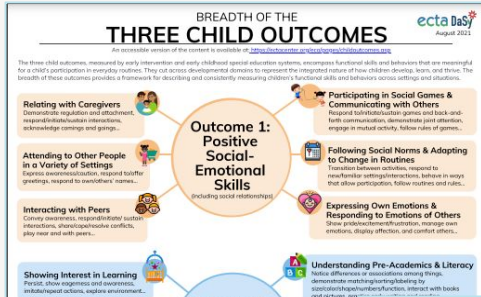 BREADTH OF THE
THREE CHILD OUTCOMES
ecta DaSy
August 2021
An accessible version of the content is available at: https://ectacenter.org/eco/pages/childoutcomes.asp
The three child outcomes, measured by early intervention and early childhood special education systems, encompass functional skills and behaviors that are meaningful
for a child's participation in everyday routines. They cut across developmental domains to represent the integrated nature of how children develop, learn, and thrive. The
breadth of these outcomes provides a framework for describing and consistently measuring children's functional skills and behaviors across settings and situations.
Relating with Caregivers
Demonstrate regulation and attachment,
respond/initiate/sustain interactions,
acknowledge comings and goings...
Attending to Other People
in a Variety of Settings
Express awareness/caution, respond to/offer
greetings, respond to own/others' names...
Interacting with Peers
Convey awareness, respond/initiate/ sustain
interactions, share/cope/resolve conflicts,
play near and with peers...
Outcome 1:
Positive
Social-
Emotional
Skills
(including social relationships)
Participating in Social Games &
Communicating with Others
Respond to/initiate/sustain games and back-and-
forth communication, demonstrate joint attention,
engage in mutual activity, follow rules of games...
Following Social Norms & Adapting
to Change in Routines
Transition between activities, respond to
new/familiar settings/interactions, behave in ways
that allow participation, follow routines and rules...
Expressing Own Emotions &
Responding to Emotions of Others
Show pride/excitement/frustration, manage own
emotions, display affection, and comfort others...
Showing Interest in Learning
Persist, show eagerness and awareness,
imitate/repeat actions, explore environment...
A B C
Understanding Pre-Academics & Literacy
Notice differences or associations among things,
demonstrate matching/sorting/labeling by
size/color/shape/numbers/function, interact with books